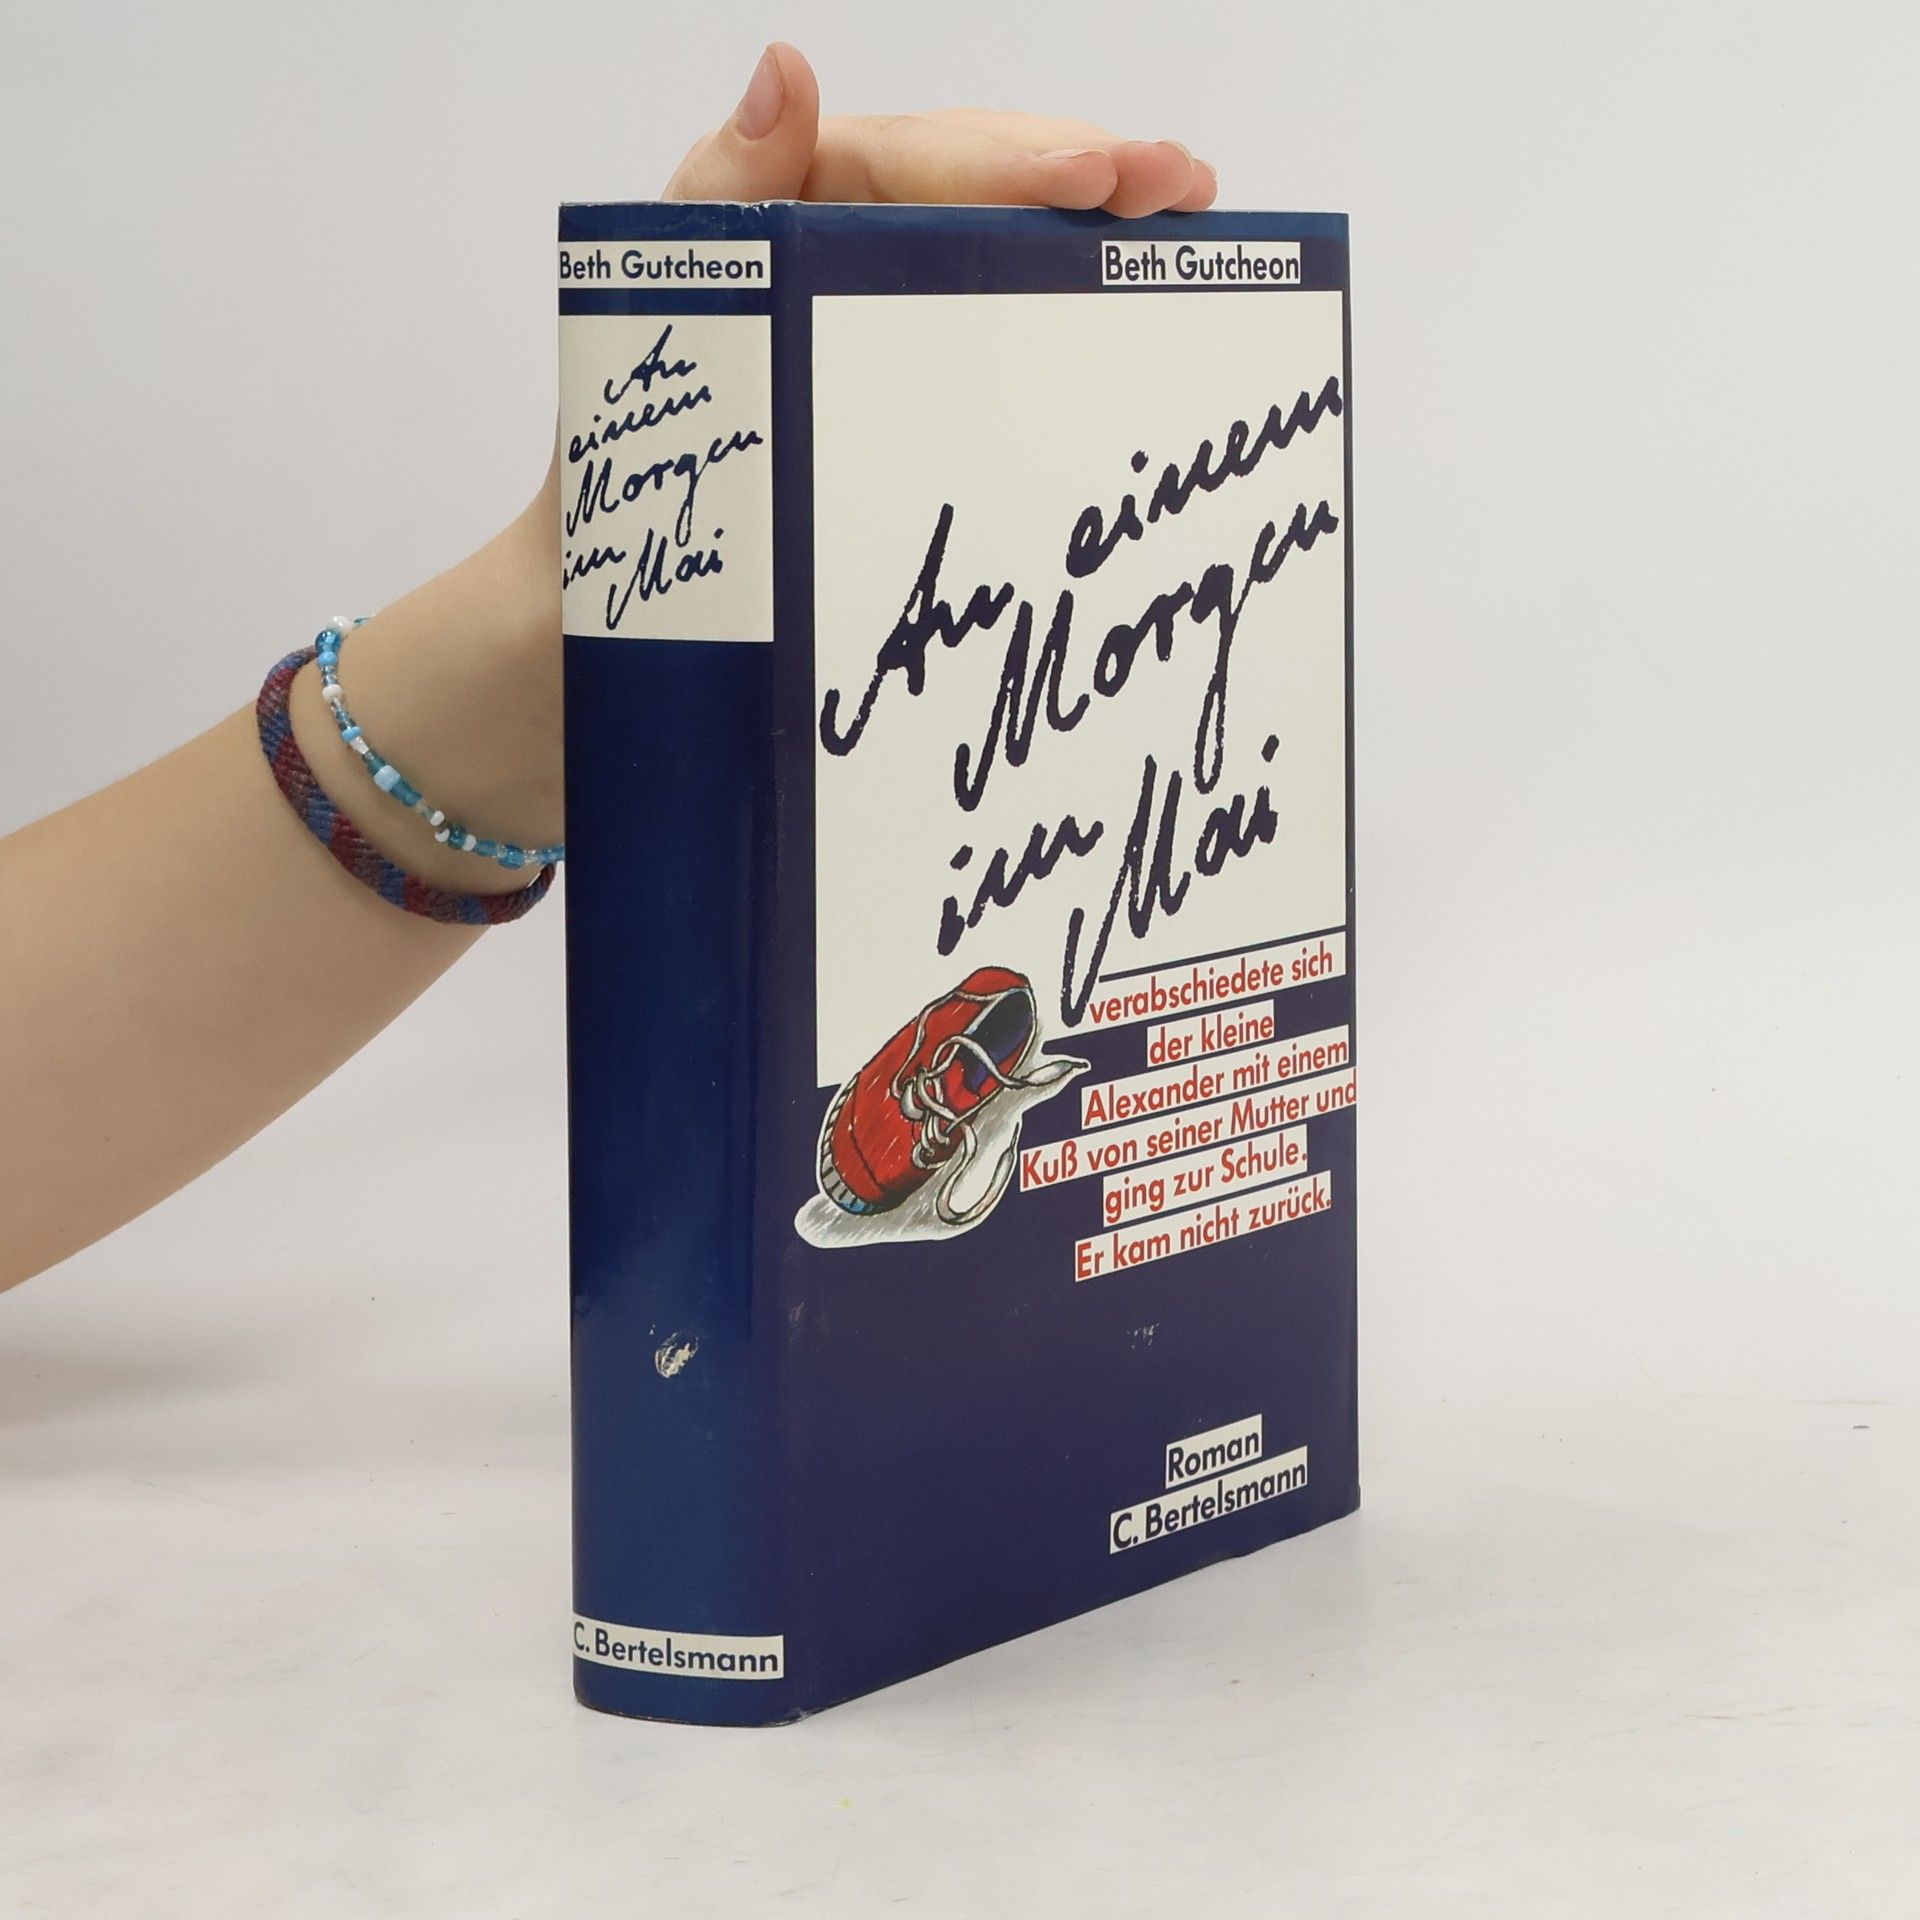 Beth Gutcheon
An
einem
Morgen
im
Mai
C. Bertelsmann
Beth Gutcheon
An einem
Morgen
im Mai
verabschiedete sich
der kleine
Alexander mit einem
Kuß von seiner Mutter und
ging zur Schule.
Er kam nicht zurück.
Roman
C. Bertelsmann